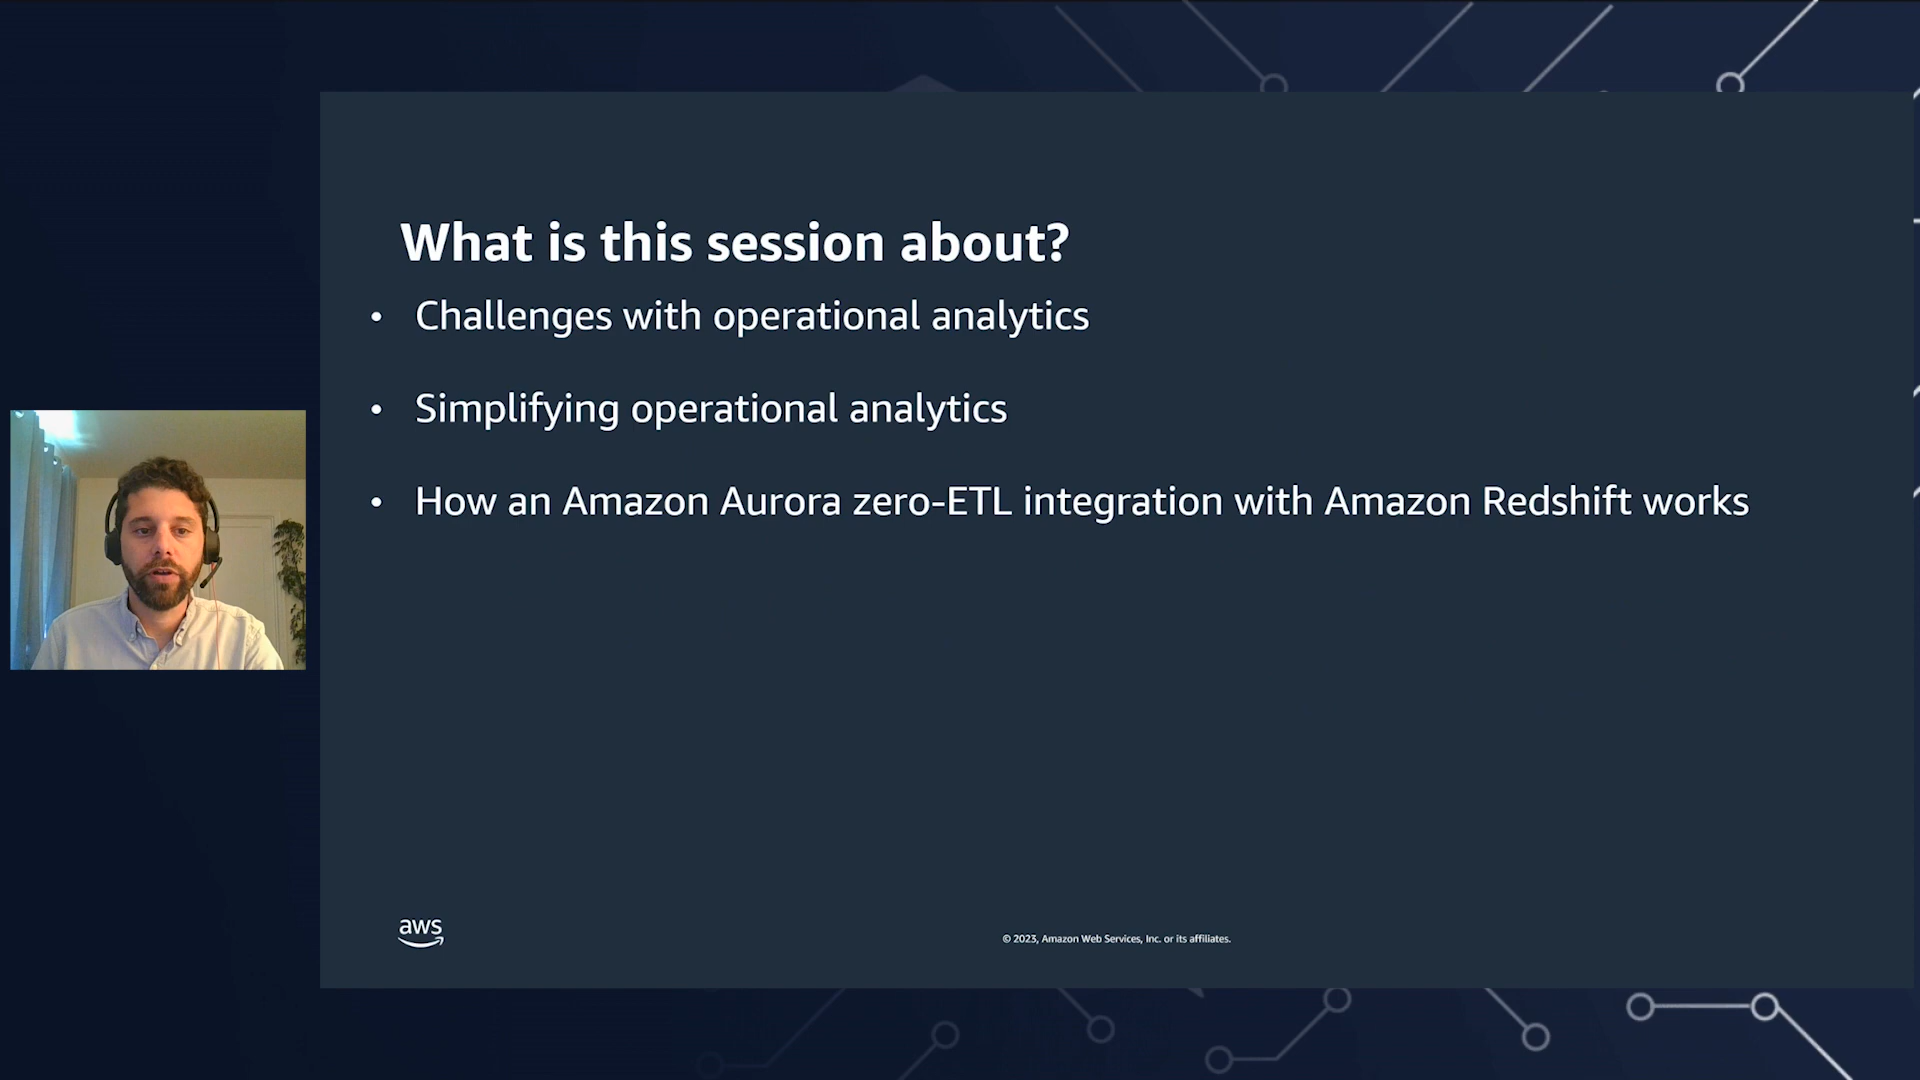 What is this session about?
• Challenges with operational analytics
• Simplifying operational analytics
• How an Amazon Aurora zero-ETL integration with Amazon Redshift works
aws
© 2023, Amazon Web Services, Inc. or its affiliates.